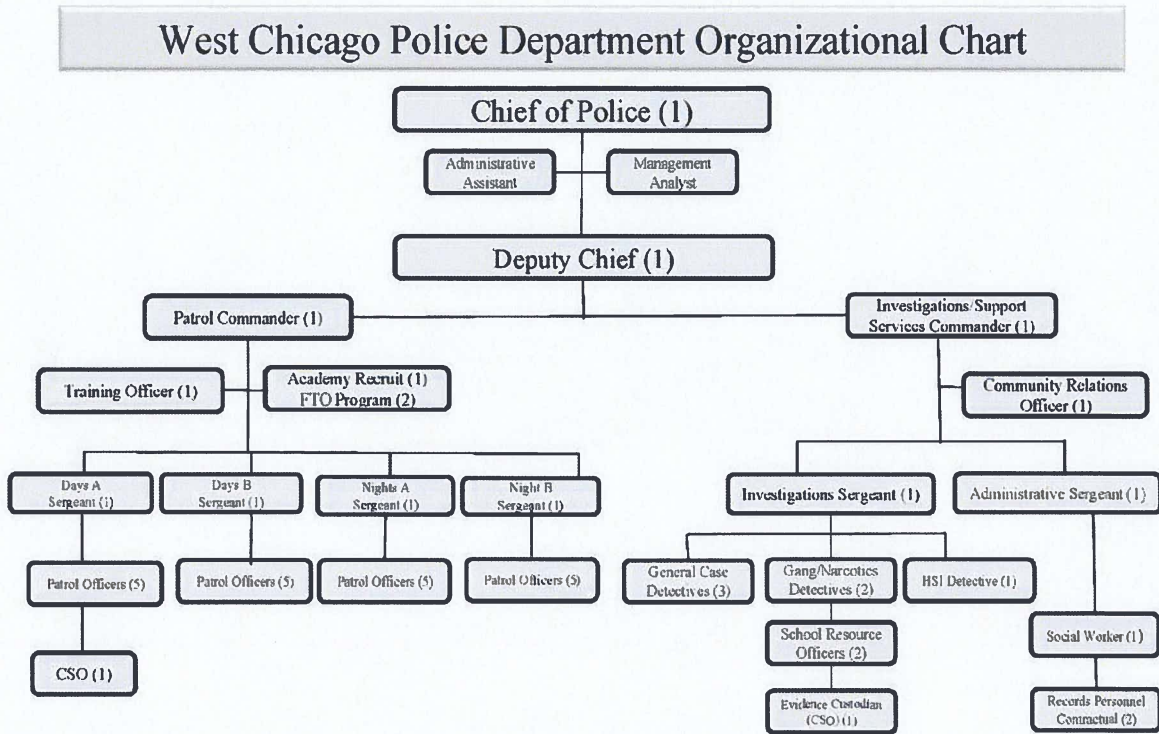 West Chicago Police Department Organizational Chart
Chief of Police (1)
Administrative
Assistant
Management
Analyst
Deputy Chief (1)
Patrol Commander (1)
Investigations/Support
Services Commander (1)
Training Officer (1)
Academy Recruit (1)
FTO Program (2)
Community Relations
Officer (1)
Days A
Sergeant (1)
Days B
Sergeant (1)
Nights A
Sergeant (1)
Night B
Sergeant (1)
Investigations Sergeant (1)
Administrative Sergeant (1)
Patrol Officers (5)
Patrol Officers (5)
Patrol Officers (5)
Patrol Officers (5)
General Case
Detectives (3)
Gang/Narcotics
Detectives (2)
HSI Detective (1)
CSO (1)
School Resource
Officers (2)
Social Worker (1)
Evidence Custodian
(CSO) (1)
Records Personnel
Contractual (2)